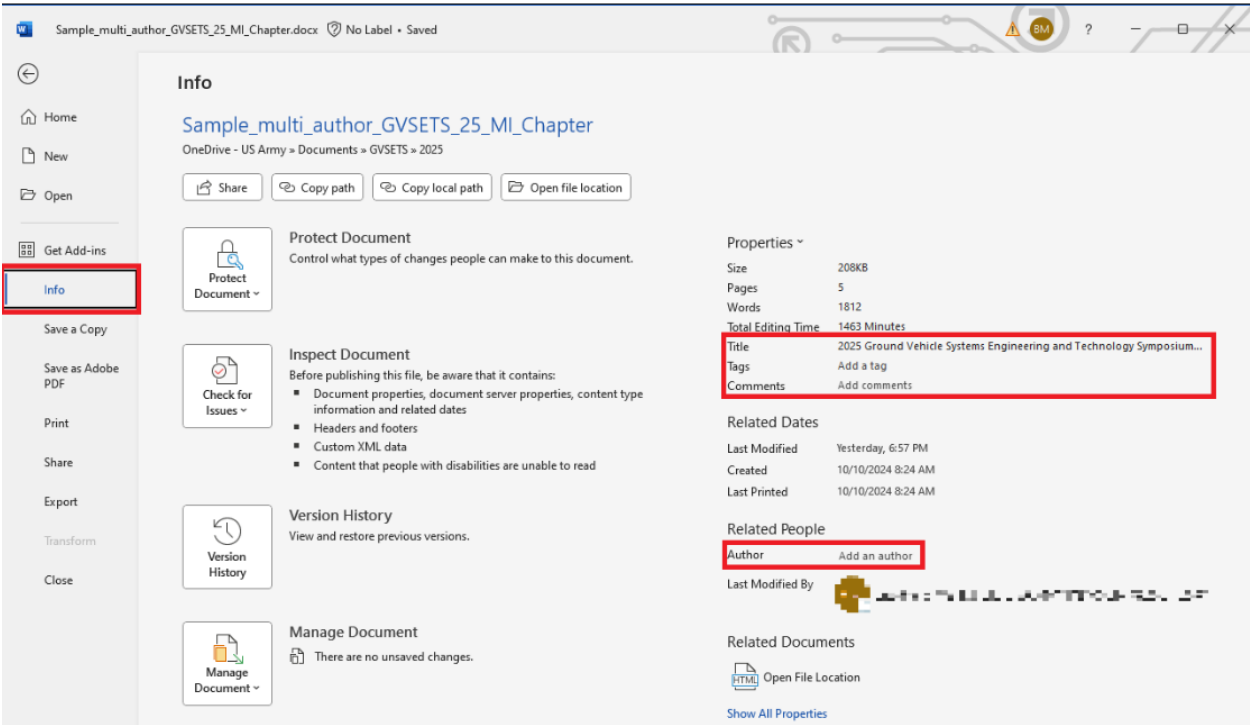 Sample_multi_author_GVSETS_25_MI_Chapter.docx No Label • Saved
BM
?
Info
Home
New
Open
Get Add-ins
Info
Save a Copy
Save as Adobe
PDF
Print
Share
Export
Transform
Close
Sample_multi_author_GVSETS_25_MI_Chapter
OneDrive - US Army » Documents » GVSETS » 2025
Share
Copy path
Copy local path
Open file location
Protect
Document
Protect Document
Control what types of changes people can make to this document.
Check for
Issues
Inspect Document
Before publishing this file, be aware that it contains:
▪ Document properties, document server properties, content type
information and related dates
▪ Headers and footers
▪ Custom XML data
▪ Content that people with disabilities are unable to read
Version
History
Version History
View and restore previous versions.
Manage
Document
Manage Document
There are no unsaved changes.
Properties
Size 208KB
Pages 5
Words 1812
Total Editing Time 1463 Minutes
Title 2025 Ground Vehicle Systems Engineering and Technology Symposium...
Tags Add a tag
Comments Add comments
Related Dates
Last Modified Yesterday, 6:57 PM
Created 10/10/2024 8:24 AM
Last Printed 10/10/2024 8:24 AM
Related People
Author Add an author
Last Modified By
Related Documents
HTML Open File Location
Show All Properties